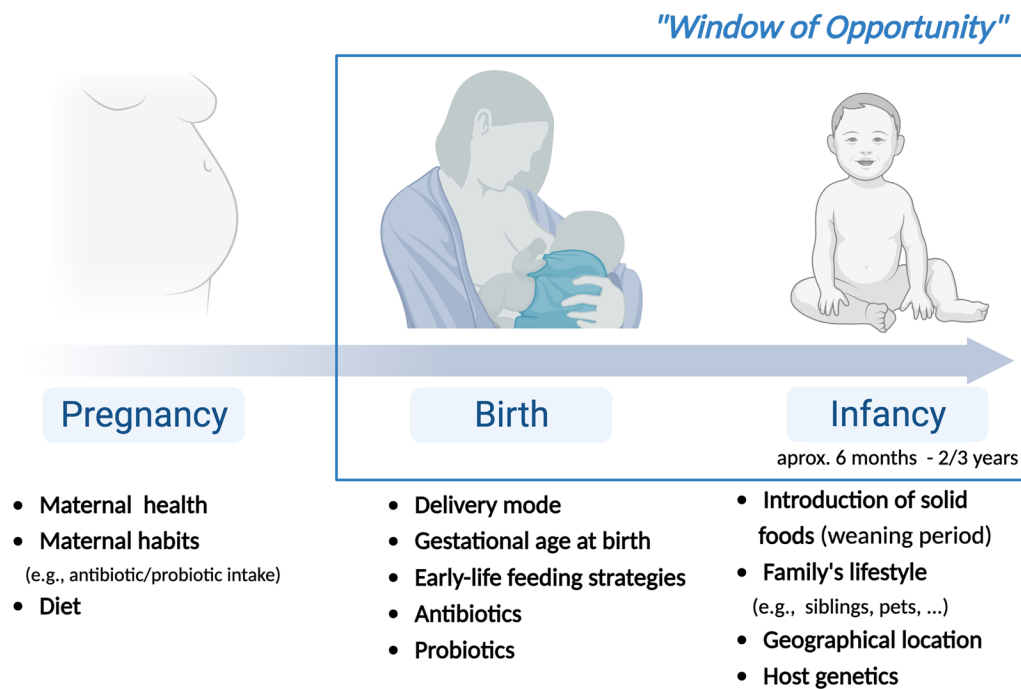 "Window of Opportunity"
Pregnancy
Birth
Infancy
aprox. 6 months - 2/3 years
• Maternal health
• Maternal habits
(e.g., antibiotic/probiotic intake)
• Diet
• Delivery mode
• Gestational age at birth
• Early-life feeding strategies
• Antibiotics
• Probiotics
• Introduction of solid
foods (weaning period)
• Family's lifestyle
(e.g., siblings, pets, ...)
• Geographical location
• Host genetics